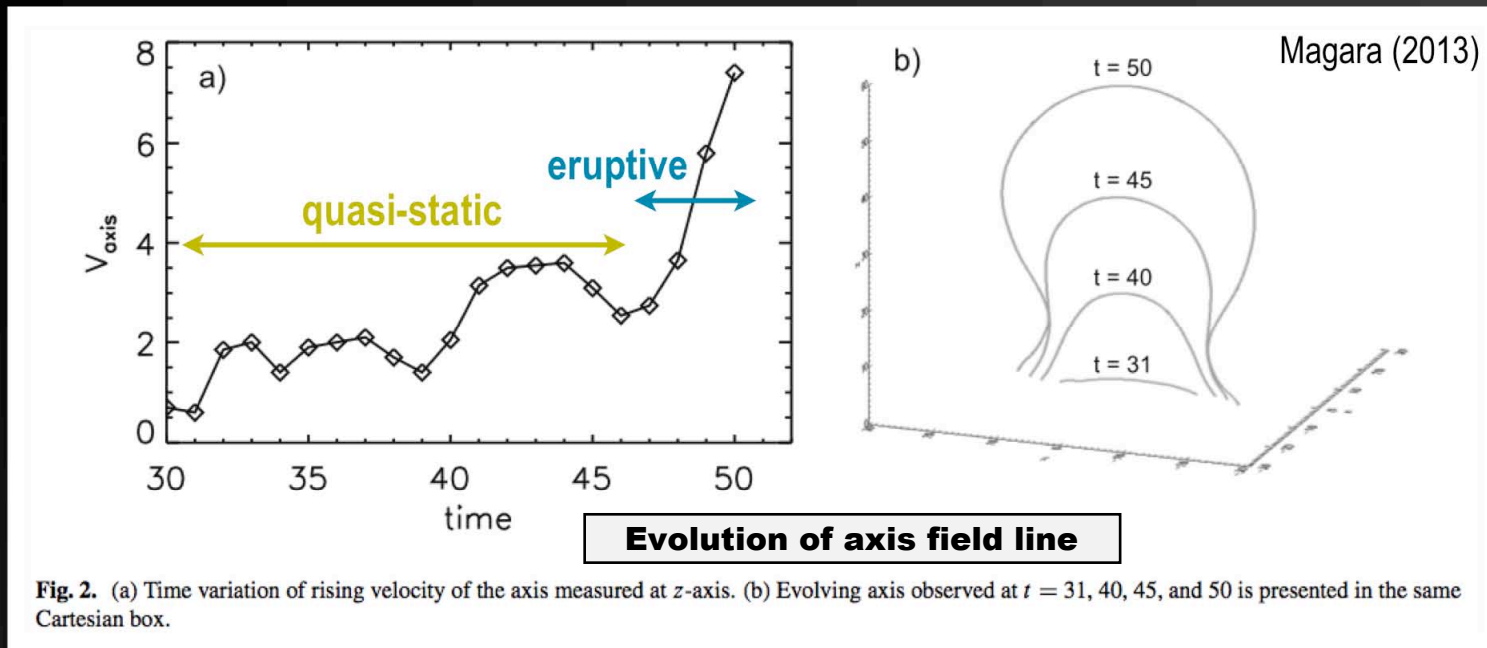 Magara (2013)
a)
8
6
4
2
0
V_axis
quasi-static
eruptive
30
35
40
45
50
time
b)
t = 50
t = 45
t = 40
t = 31
Evolution of axis field line
Fig. 2. (a) Time variation of rising velocity of the axis measured at z-axis. (b) Evolving axis observed at t = 31, 40, 45, and 50 is presented in the same
Cartesian box.